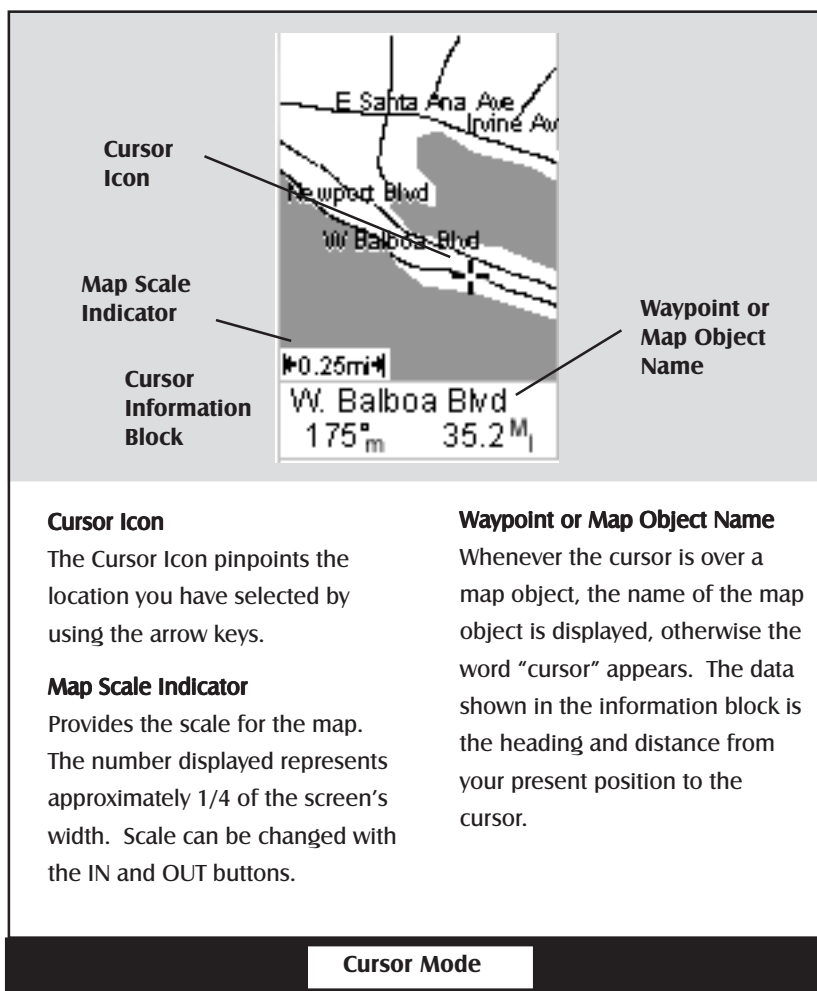 E Santa Ana Ave
Irvine Av
Cursor
Icon
Newport Blvd
W Balboa Blvd
Map Scale
Indicator
Waypoint or
Map Object
Name
0.25mi
Cursor
Information
Block
W. Balboa Blvd
175°m 35.2MI
Cursor Icon
The Cursor Icon pinpoints the
location you have selected by
using the arrow keys.
Map Scale Indicator
Provides the scale for the map.
The number displayed represents
approximately 1/4 of the screen's
width. Scale can be changed with
the IN and OUT buttons.
Waypoint or Map Object Name
Whenever the cursor is over a
map object, the name of the map
object is displayed, otherwise the
word “cursor” appears. The data
shown in the information block is
the heading and distance from
your present position to the
cursor.
Cursor Mode